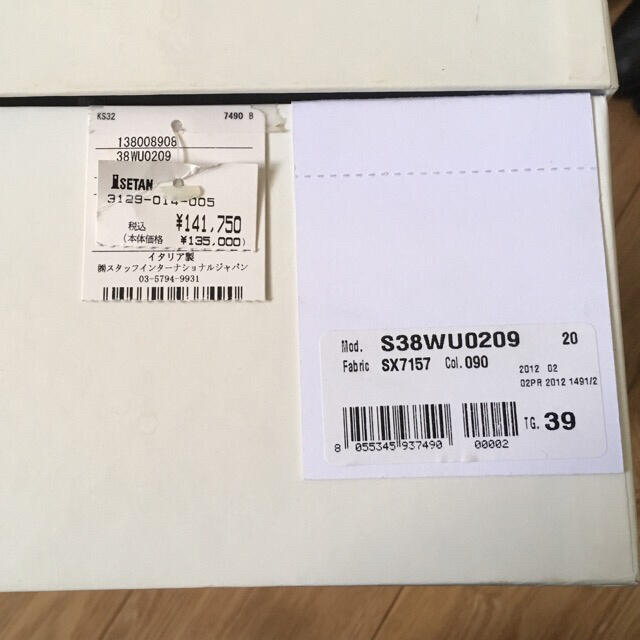 KS32 7490 B
138008908
38WU0209
ISETAN
3129-014-005
税込 ¥141,750
(本体価格 ¥135,000)
イタリア製
㈱スタッフインターナショナルジャパン
03-5794-9931
Mod. S38WU0209 20
Fabric SX7157 Col. 090
2012 02
02PR 2012 1491/2
TG. 39
8 055345 937490 00002